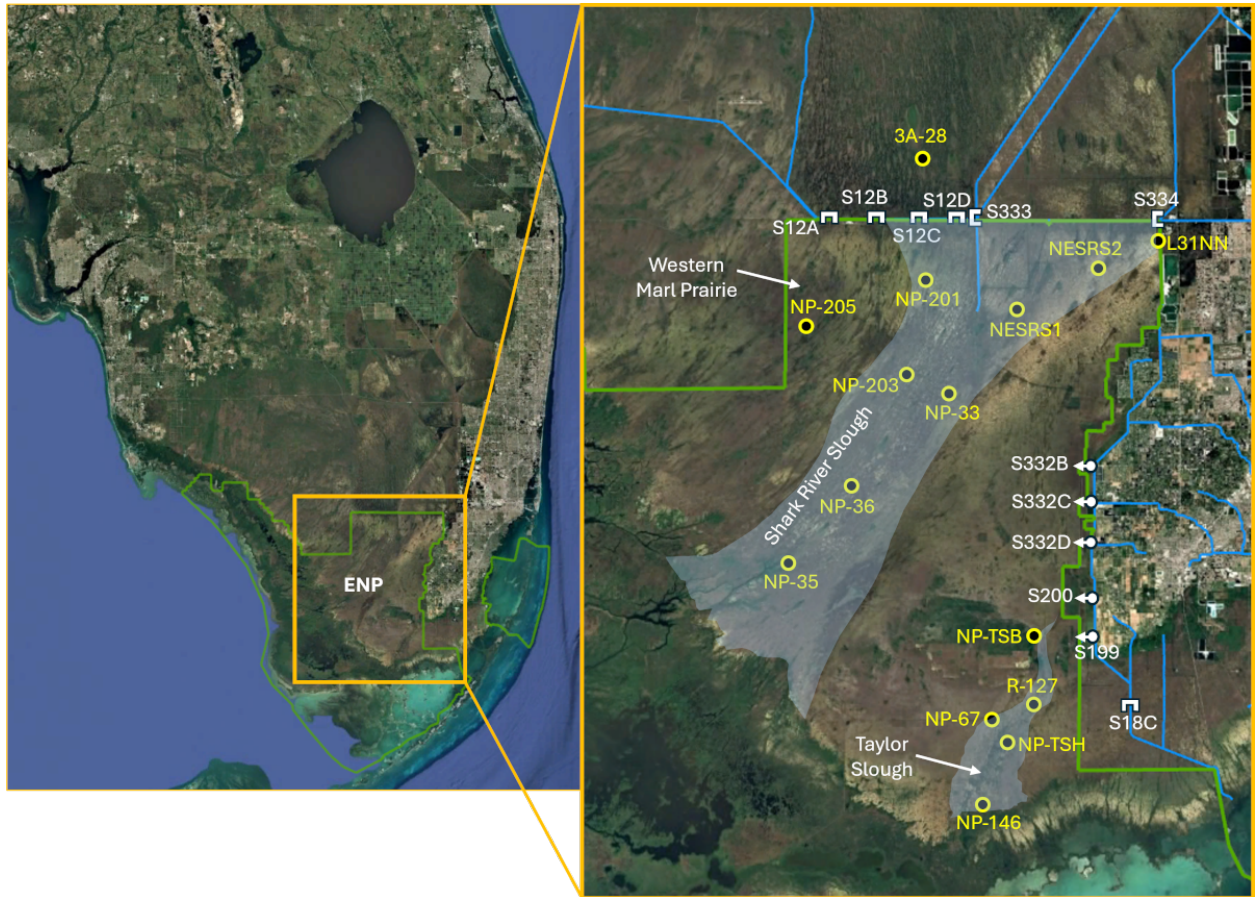 ENP
3A-28
S12B
S12D
S333
S334
S12A
S12C
L31NN
NESRS2
Western
Marl Prairie
NP-201
NP-205
NESRS1
NP-203
NP-33
Shark River Slough
S332B
NP-36
S332C
S332D
NP-35
S200
NP-TSB
S199
R-127
NP-67
S18C
NP-TSH
Taylor
Slough
NP-146